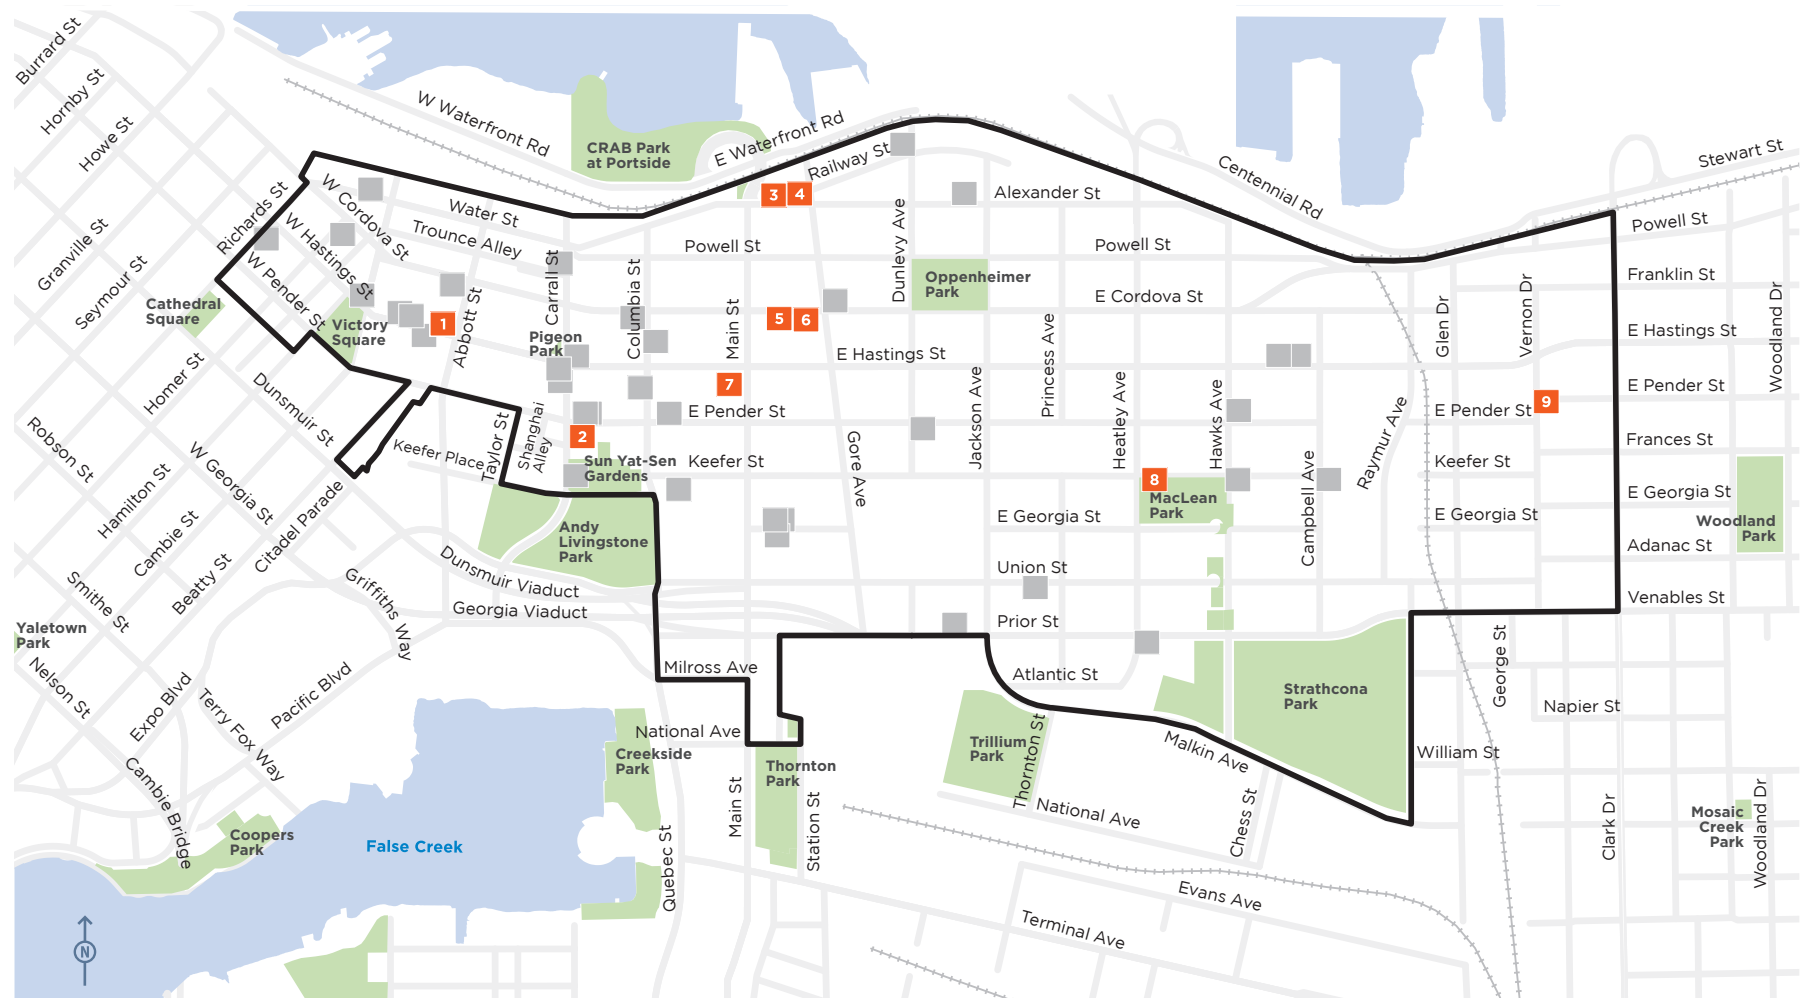 Burrard St
Hornby St
Howe St
Granville St
Seymour St
Richards St
W Waterfront Rd
CRAB Park
at Portside
E Waterfront Rd
Railway St
Centennial Rd
Stewart St
W Cordova St
Water St
Trounce Alley
W Hastings St
W Pender St
3
4
Alexander St
Powell St
Powell St
Powell St
Dunlevy Ave
Oppenheimer
Park
E Cordova St
Franklin St
Cathedral
Square
Victory
Square
1
Abbott St
Carrall St
Pigeon
Park
Columbia St
Main St
5
6
E Hastings St
E Hastings St
Glen Dr
Vernon Dr
Woodland Dr
Homer St
Dunsmuir St
7
E Pender St
E Pender St
E Pender St
9
Princess Ave
Jackson Ave
Heatley Ave
Hawks Ave
Raymur Ave
Campbell Ave
Robson St
Hamilton St
W Georgia St
Cambie St
Citadel Parade
Beatty St
Keefer Place
Taylor St
Shanghai
Alley
2
Sun Yat-Sen
Gardens
Keefer St
Keefer St
Gore Ave
Frances St
8
MacLean
Park
E Georgia St
E Georgia St
E Georgia St
Woodland
Park
Andy
Livingstone
Park
Adanac St
Union St
Dunsmuir Viaduct
Georgia Viaduct
Griffiths Way
Smithe St
Yaletown
Park
Nelson St
Expo Blvd
Terry Fox Way
Pacific Blvd
Prior St
Venables St
Milross Ave
Atlantic St
Strathcona
Park
George St
Napier St
National Ave
Creekside
Park
Thornton
Park
Trillium
Park
Thornton St
Malkin Ave
William St
Cambie Bridge
Coopers
Park
False Creek
Main St
Station St
Quebec St
National Ave
Chess St
Clark Dr
Mosaic
Creek
Park
Woodland Dr
Evans Ave
Terminal Ave
N